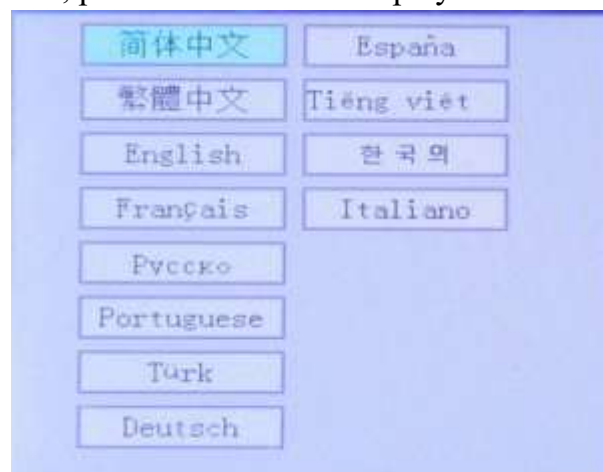 简体中文
繁體中文
English
Français
Русско
Portuguese
Türk
Deutsch
España
Tiếng việt
한국의
Italiano